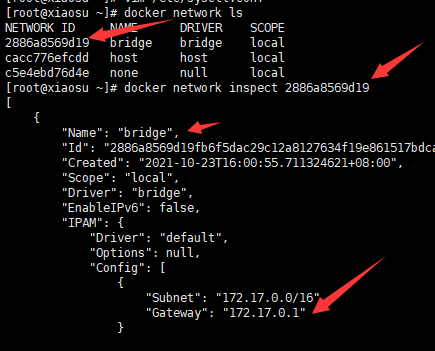 [root@xiaosu ~]# docker network ls
NETWORK ID NAME DRIVER SCOPE
2886a8569d19 bridge bridge local
cacc776efcdd host host local
c5e4ebd76d4e none null local
[root@xiaosu ~]# docker network inspect 2886a8569d19
[
{
"Name": "bridge",
"Id": "2886a8569d19fb6f5dac29c12a8127634f19e861517bdca
"Created": "2021-10-23T16:00:55.711324621+08:00",
"Scope": "local",
"Driver": "bridge",
"EnableIPv6": false,
"IPAM": {
"Driver": "default",
"Options": null,
"Config": [
{
"Subnet": "172.17.0.0/16"
"Gateway": "172.17.0.1"
}